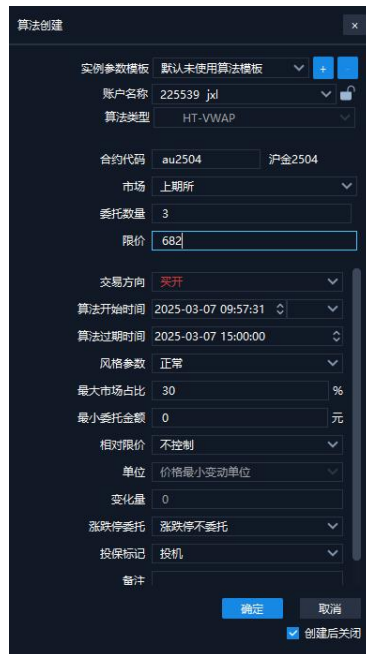 算法创建 ×
实例参数模板 默认未使用算法模板 + -
账户名称 225539 jxl
算法类型 HT-VWAP
合约代码 au2504 沪金2504
市场 上期所
委托数量 3
限价 682
交易方向 买开
算法开始时间 2025-03-07 09:57:31
算法过期时间 2025-03-07 15:00:00
风格参数 正常
最大市场占比 30 %
最小委托金额 0 元
相对限价 不控制
单位 价格最小变动单位
变化量 0
涨跌停委托 涨跌停不委托
投保标记 投机
备注
确定 取消
创建后关闭